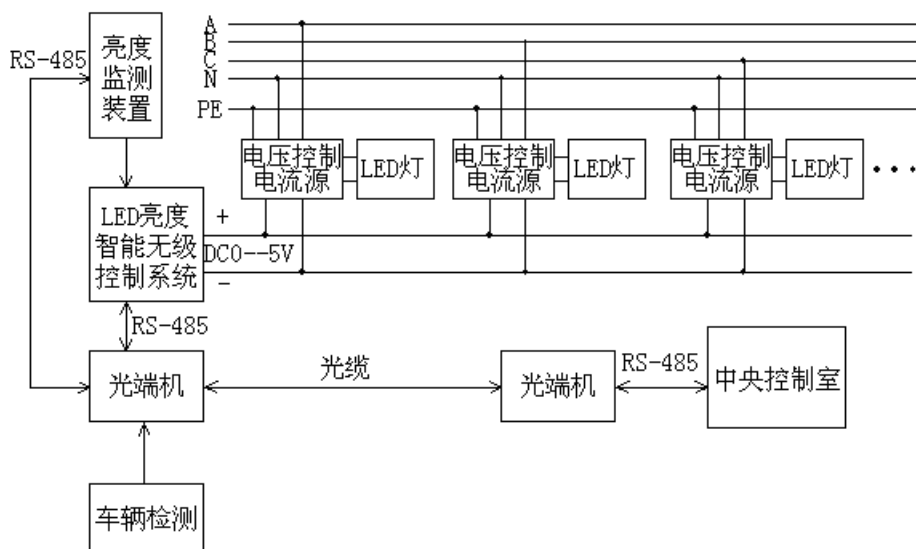 A
B
C
N
PE
RS-485
亮度
监测
装置
电压控制
电流源
LED灯
电压控制
电流源
LED灯
电压控制
电流源
LED灯
•••
LED亮度
智能无级
控制系统
+
DC0--5V
-
RS-485
光端机
光缆
光端机
RS-485
中央控制室
车辆检测